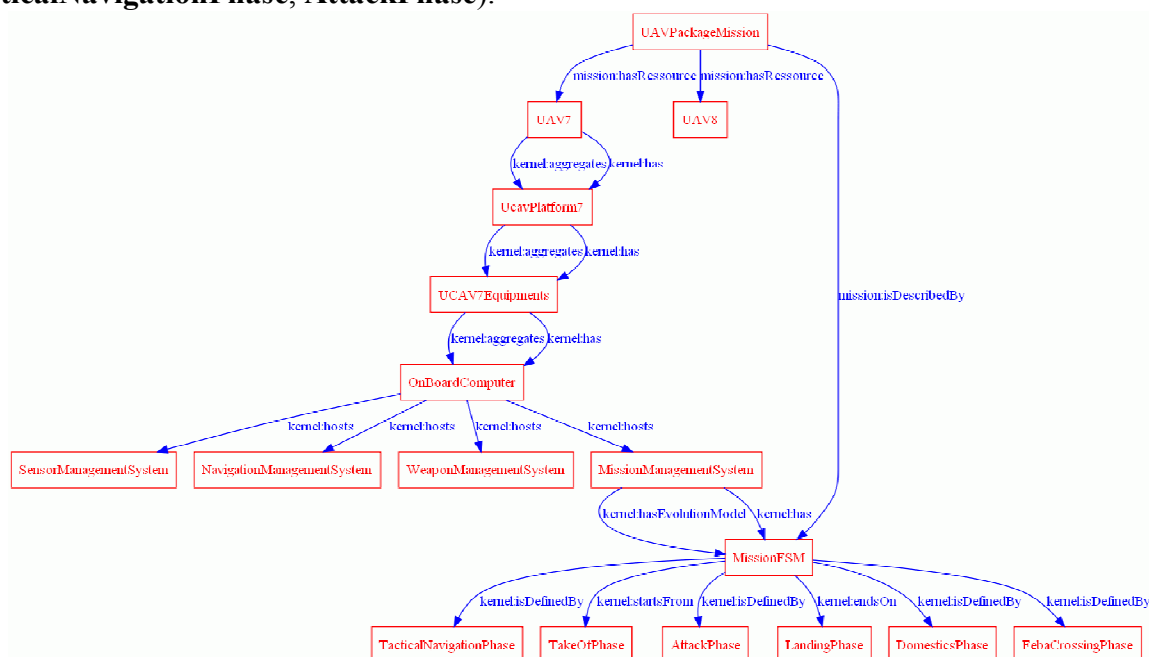 ticalNavigationPhase, AttackPhase).
UAVPackageMission
mission:hasRessource mission:hasRessource
UAV7 UAV8
kernel:aggregates kernel:has
UcavPlatform7
kernel:aggregates kernel:has
UCAV7Equipments mission:isDescribedBy
kernel:aggregates kernel:has
OnBoardComputer
kernel:hosts kernel:hosts kernel:hosts kernel:hosts
SensorManagementSystem NavigationManagementSystem WeaponManagementSystem MissionManagementSystem
kernel:hasEvolutionModel kernel:has
MissionFSM
kernel:isDefinedBy kernel:startsFrom kernel:isDefinedBy kernel:endsOn kernel:isDefinedBy kernel:isDefinedBy
TacticalNavigationPhase TakeOfPhase AttackPhase LandingPhase DomesticsPhase FebaCrossingPhase